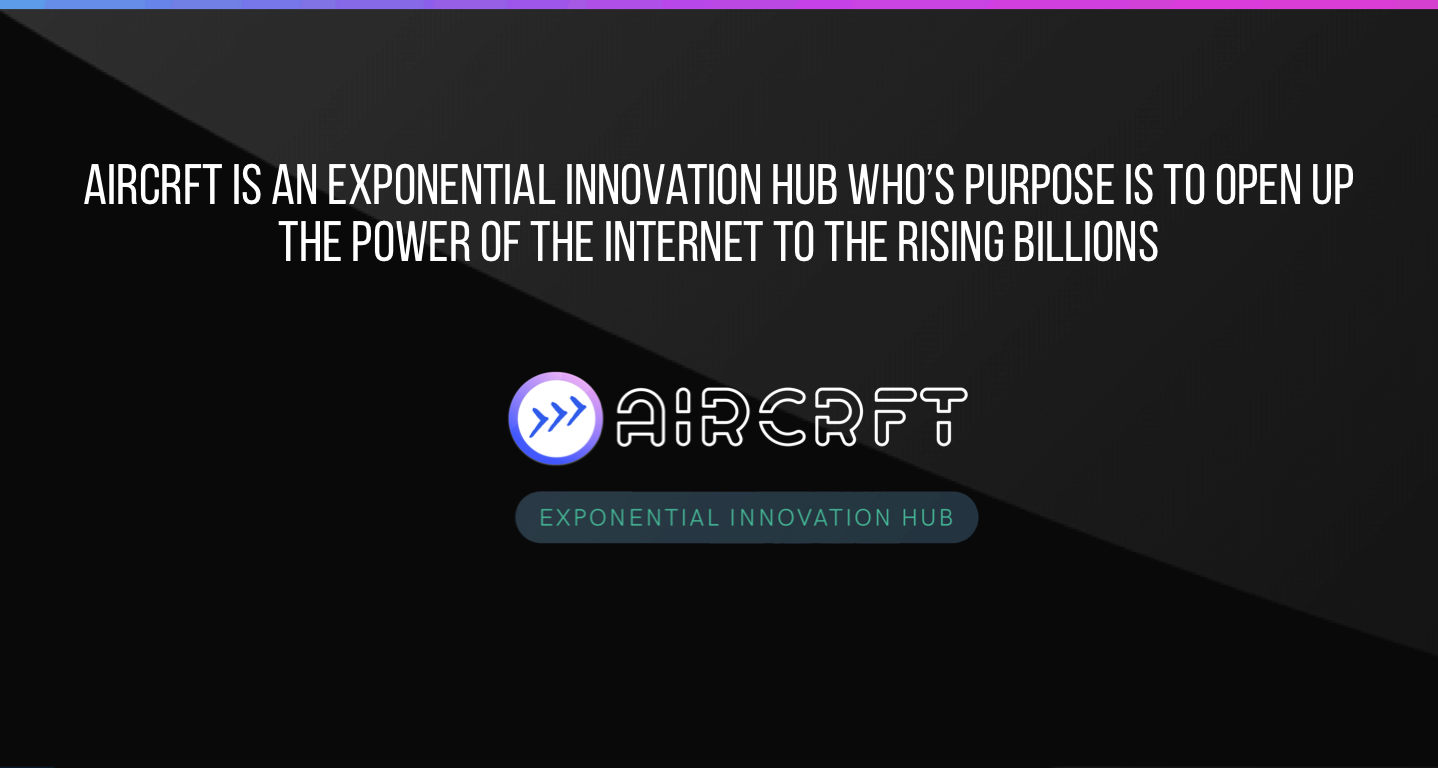 AIRCRFT IS AN EXPONENTIAL INNOVATION HUB WHO’S PURPOSE IS TO OPEN UP
THE POWER OF THE INTERNET TO THE RISING BILLIONS
AIRCRFT
EXPONENTIAL INNOVATION HUB